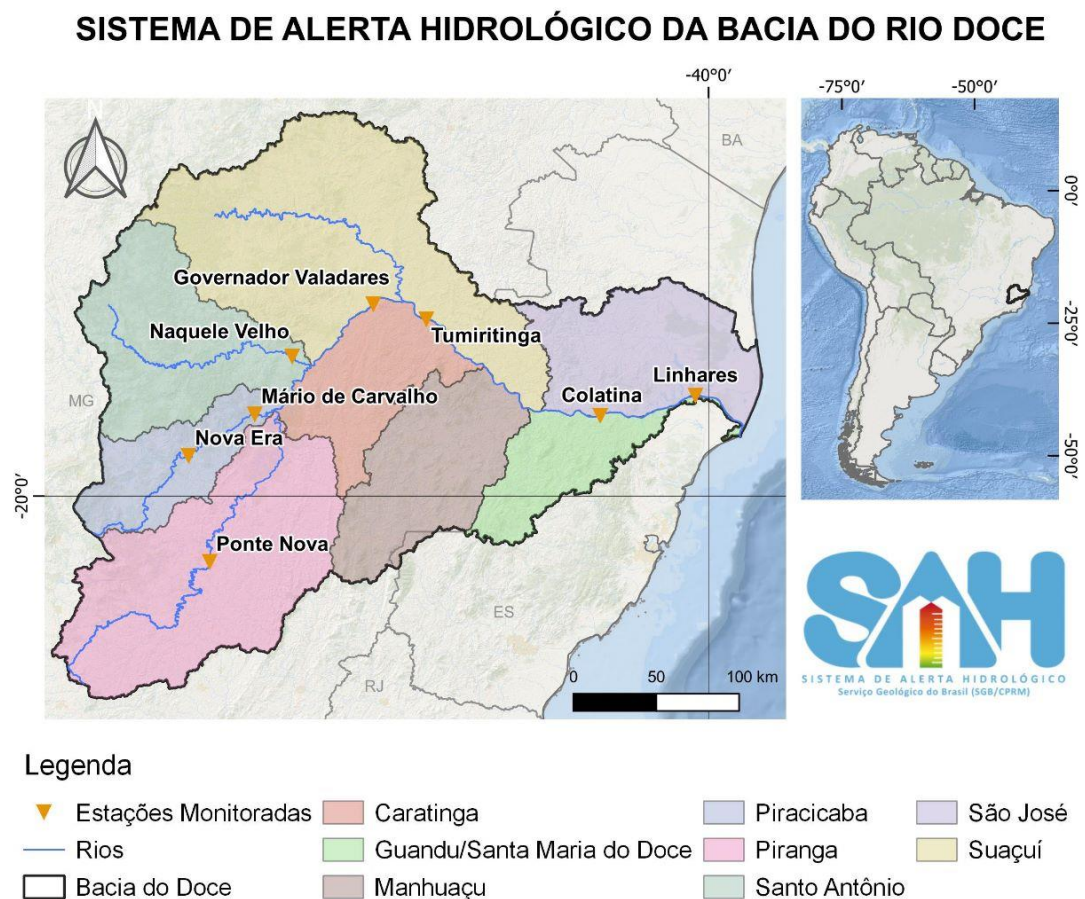 SISTEMA DE ALERTA HIDROLÓGICO DA BACIA DO RIO DOCE
-40°0′
-75°0′
-50°0′
N
BA
0°0′
Governador Valadares
Naquele Velho
Tumiritinga
-25°0′
Linhares
Colatina
Mário de Carvalho
MG
Nova Era
-50°0′
-20°0′
Ponte Nova
ES
RJ
0 50 100 km
SAH
SISTEMA DE ALERTA HIDROLÓGICO
Serviço Geológico do Brasil (SGB/CPRM)
Legenda
Estações Monitoradas
Caratinga
Piracicaba
São José
Rios
Guandu/Santa Maria do Doce
Piranga
Suaçuí
Bacia do Doce
Manhuaçu
Santo Antônio